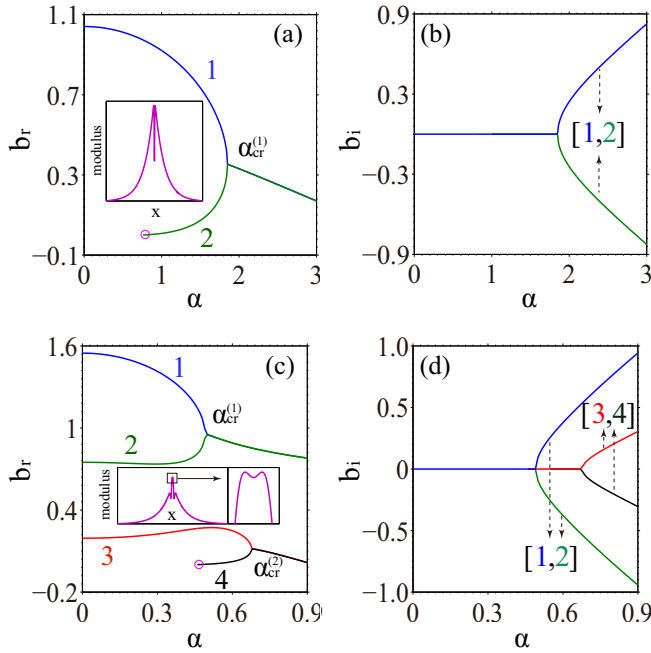 (a)
1.1
0.7
0.3
−0.1
b_r
1
α_cr^(1)
modulus
x
2
0
1
2
3
α
(b)
0.9
0.3
−0.3
−0.9
b_i
[1,2]
0
1
2
3
α
(c)
1.6
1
0.4
−0.2
b_r
1
α_cr^(1)
2
modulus
x
3
4
α_cr^(2)
0
0.3
0.6
0.9
α
(d)
1.0
0.5
0
−0.5
−1.0
b_i
[3,4]
[1,2]
0
0.3
0.6
0.9
α